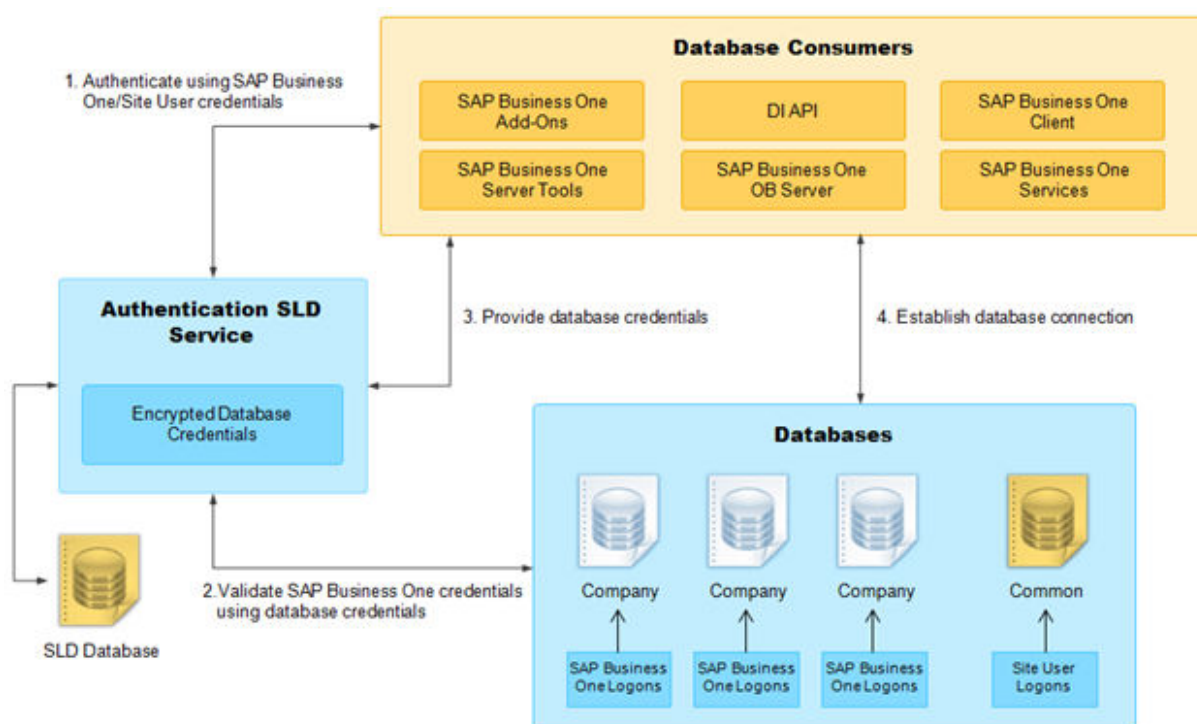 Database Consumers
1. Authenticate using SAP Business
One/Site User credentials
SAP Business One
Add-Ons
DI API
SAP Business One
Client
SAP Business One
Server Tools
SAP Business One
OB Server
SAP Business One
Services
Authentication SLD
Service
3. Provide database credentials
4. Establish database connection
Encrypted Database
Credentials
Databases
2.Validate SAP Business One credentials
using database credentials
Company
Company
Company
Common
SLD Database
SAP Business
One Logons
SAP Business
One Logons
SAP Business
One Logons
Site User
Logons